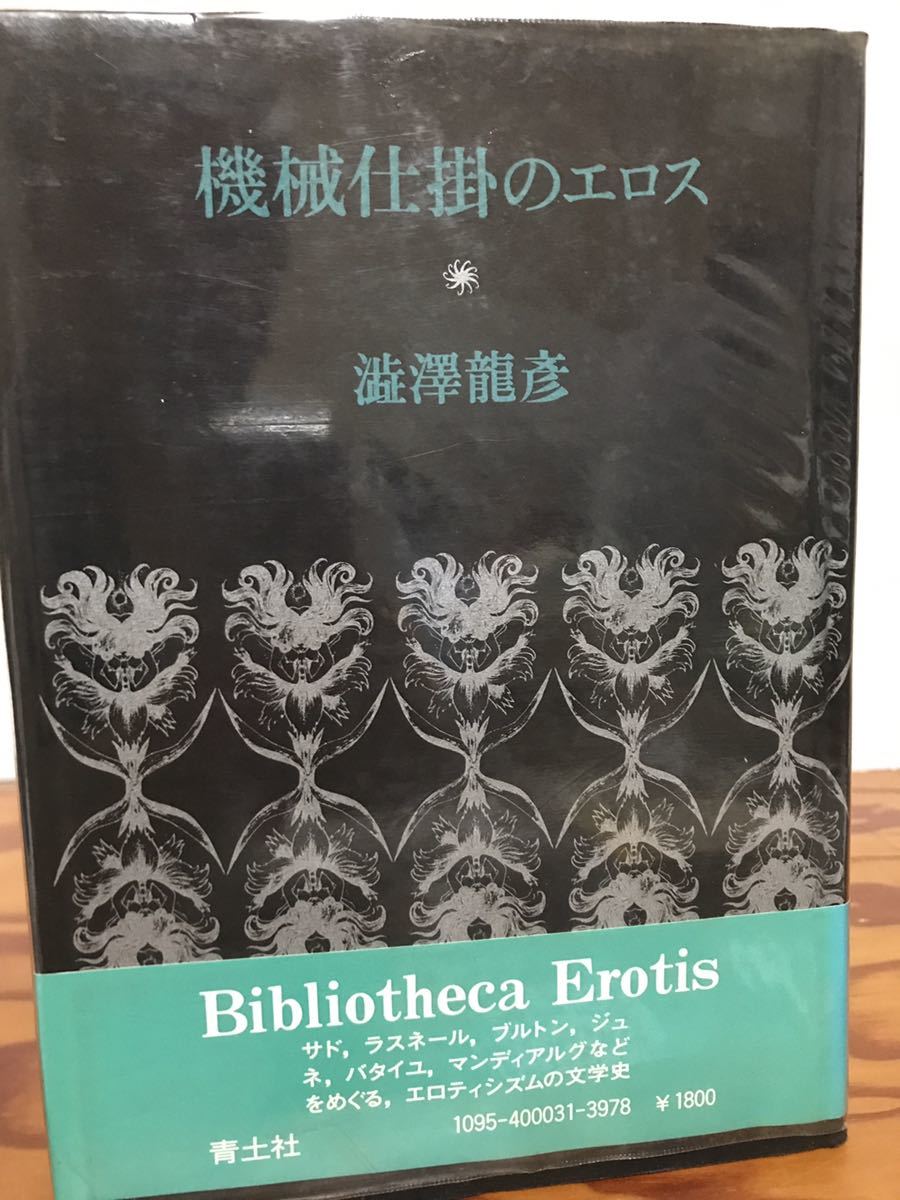 機械仕掛のエロス
澁澤龍彦
Bibliotheca Erotis
サド，ラスネール，ブルトン，ジュ
ネ，バタイユ，マンディアルグなど
をめぐる，エロティシズムの文学史
1095-400031-3978 ￥1800
青土社